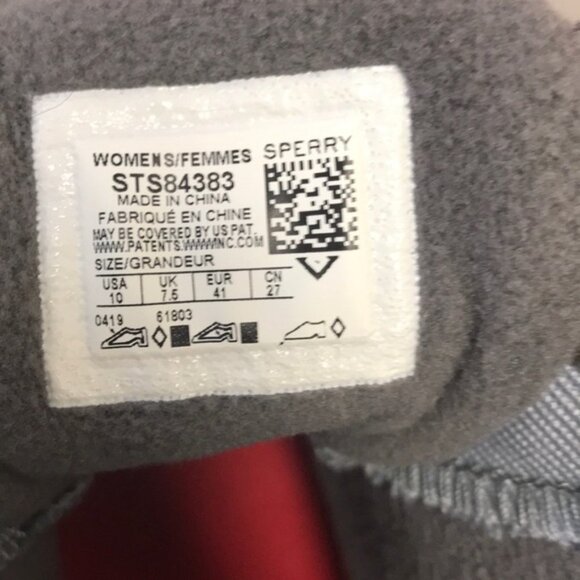 WOMENS/FEMMES SPERRY
STS84383
MADE IN CHINA
FABRIQUÉ EN CHINE
MAY BE COVERED BY US PAT.
WWW.PATENTS.WWWINC.COM
SIZE/GRANDEUR
USA UK EUR CN
10 7.5 41 27
0419 61803